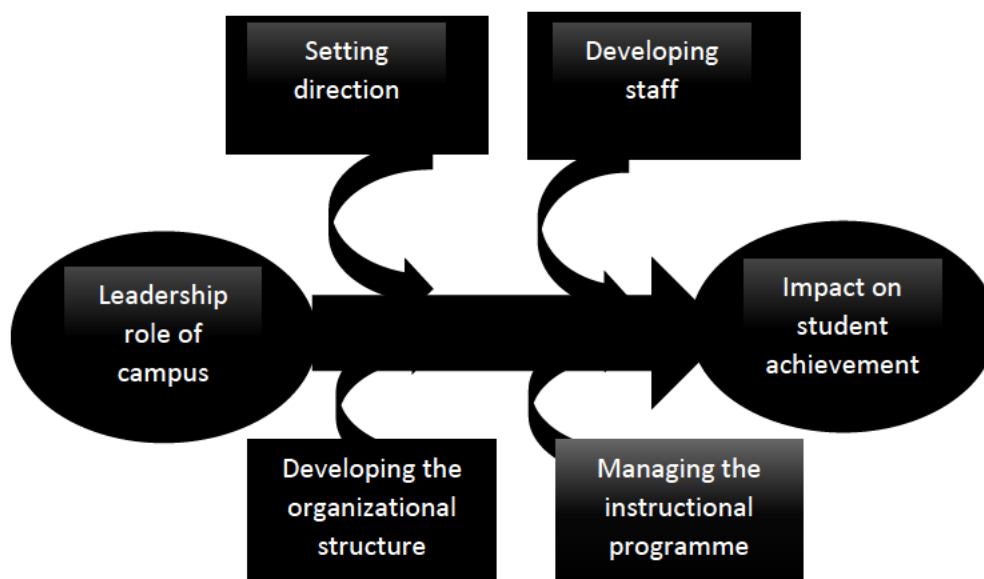 Setting
direction
Developing
staff
Leadership
role of
campus
Impact on
student
achievement
Developing the
organizational
structure
Managing the
instructional
programme